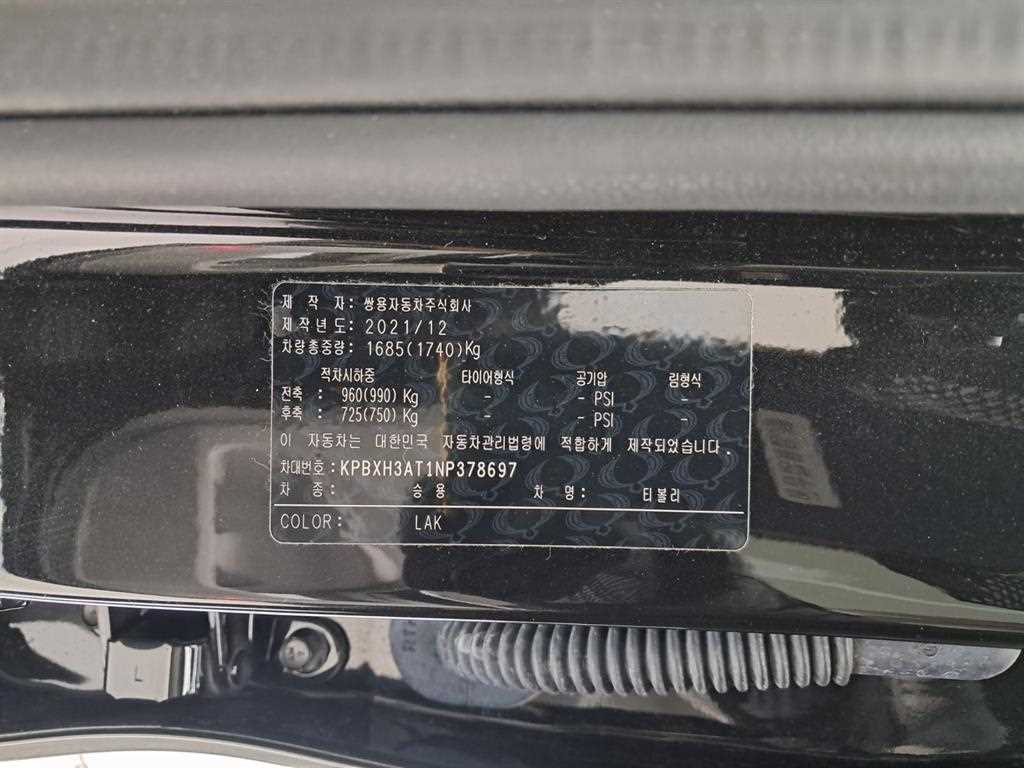 제 작 자: 쌍용자동차주식회사
제작년도: 2021/12
차량총중량: 1685(1740)Kg
적차시하중 타이어형식 공기압 림형식
전축 : 960(990) Kg - - PSI -
후축 : 725(750) Kg - - PSI -
이 자동차는 대한민국 자동차관리법령에 적합하게 제작되었습니다.
차대번호: KPBXH3AT1NP378697
차 종: 승용 차 명: 티볼리
COLOR: LAK
L